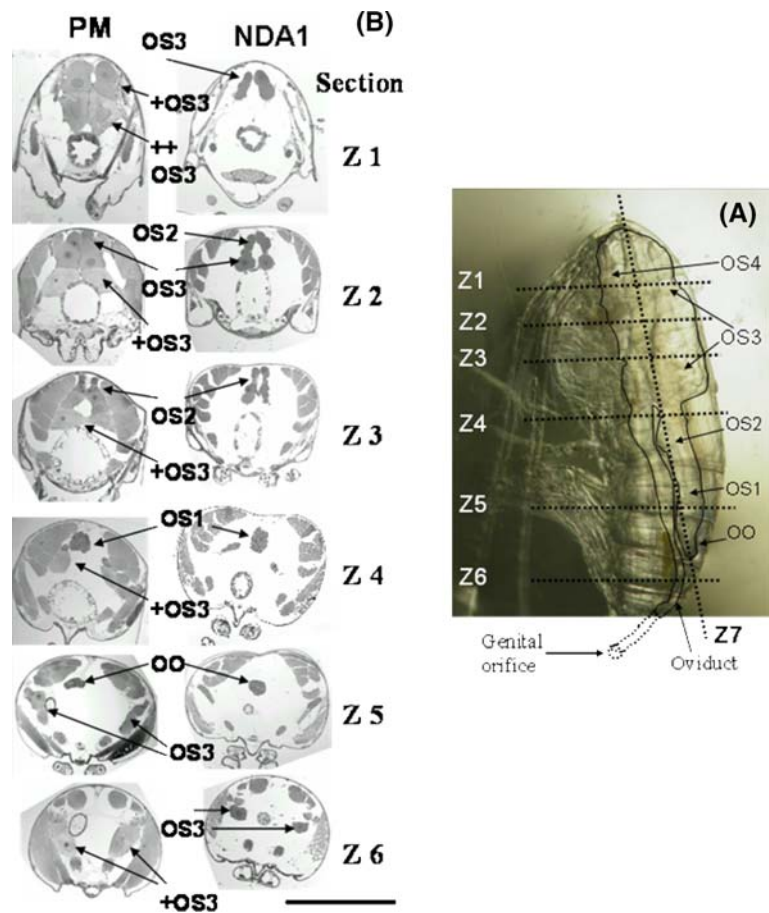 PM
NDA1
(B)
OS3
Section
+OS3
++
OS3
Z 1
OS2
OS3
+OS3
Z 2
OS2
+OS3
Z 3
OS1
+OS3
Z 4
OO
OS3
Z 5
OS3
+OS3
Z 6
(A)
OS4
Z1
Z2
OS3
Z3
Z4
OS2
OS1
Z5
OO
Z6
Z7
Genital
orifice
Oviduct